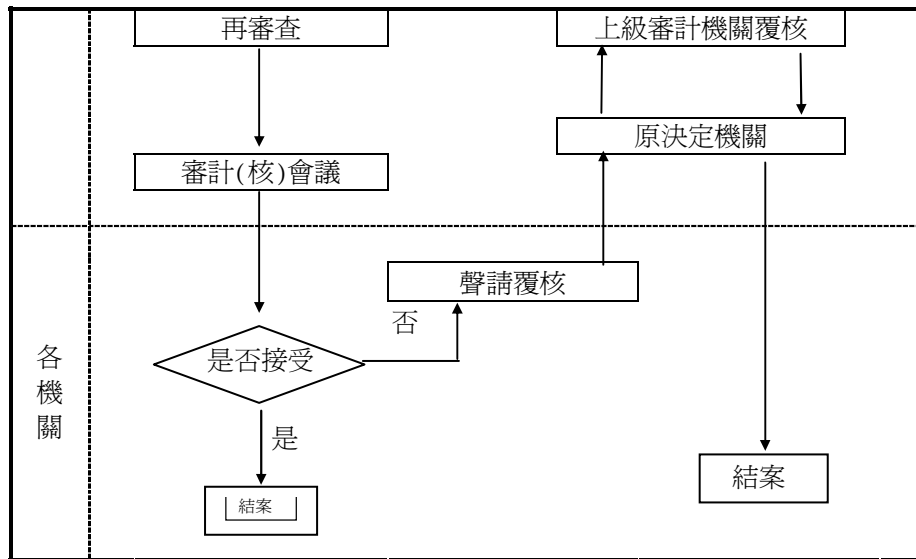 再審查
上級審計機關覆核
原決定機關
審計(核)會議
聲請覆核
否
是否接受
各機關
是
結案
結案